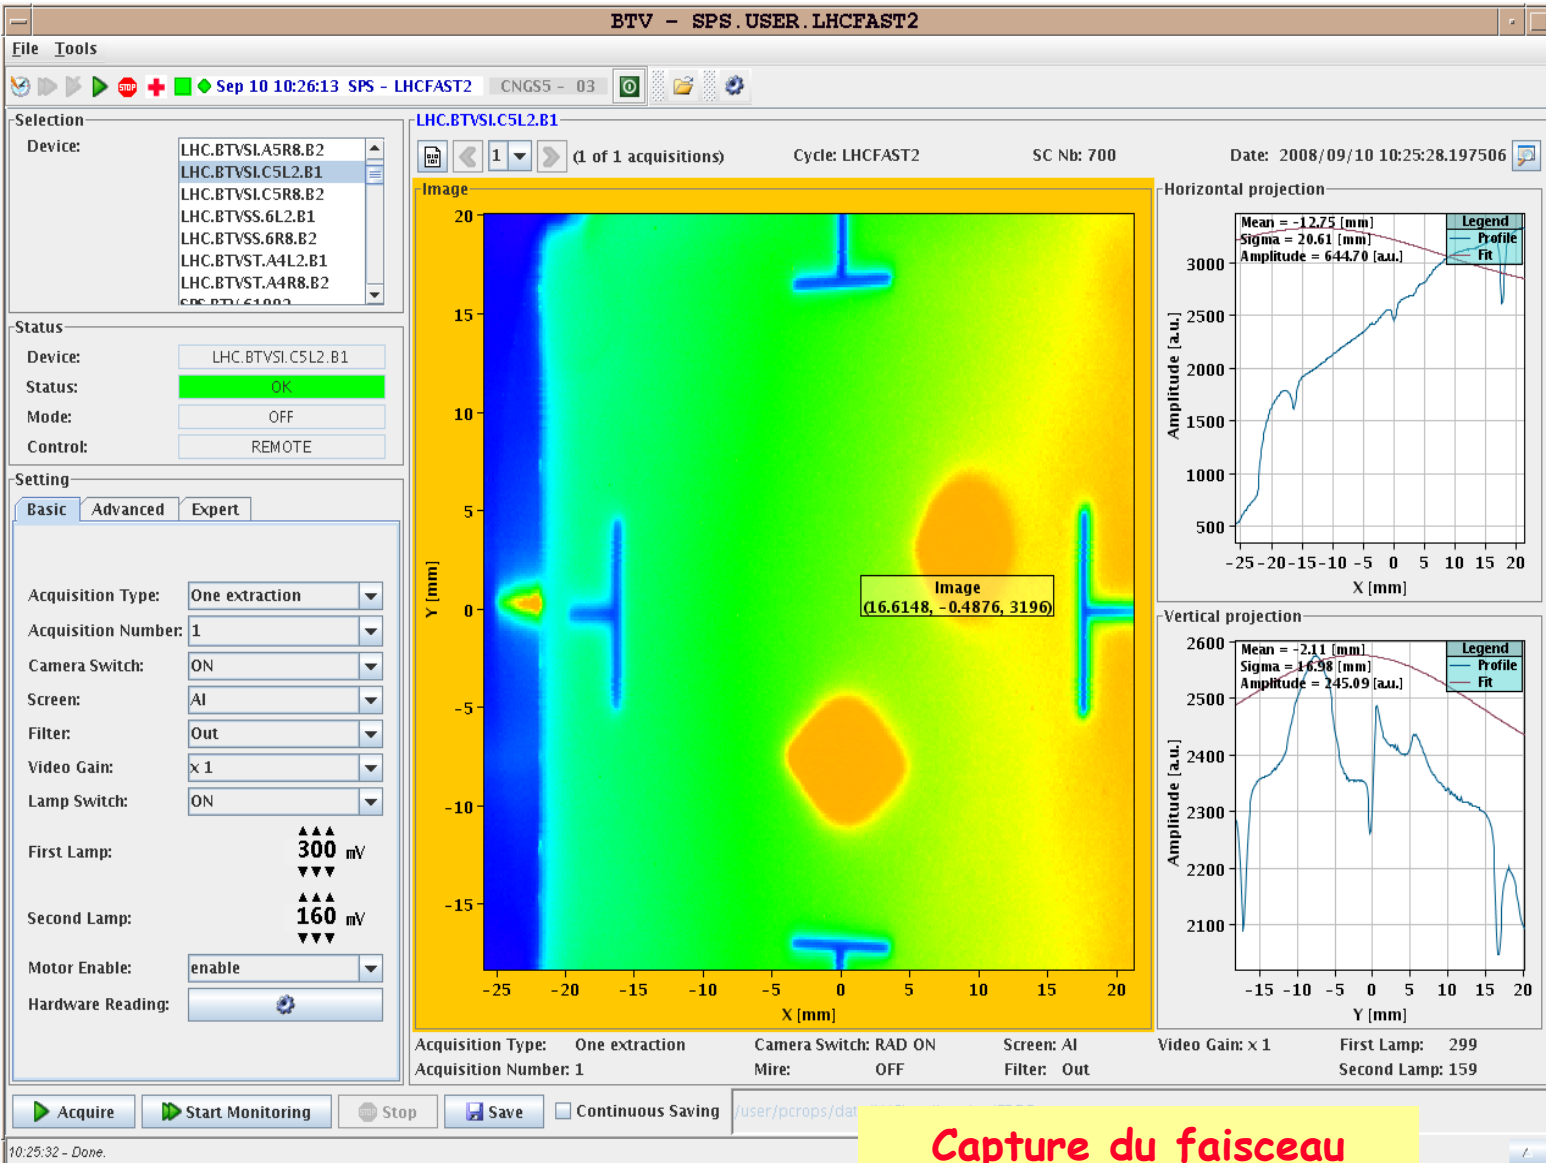 BTV - SPS.USER.LHCFAST2
File Tools
STOP Sep 10 10:26:13 SPS - LHCFAST2 CNGS5 - 03
Selection
Device:
LHC.BTVSI.A5R8.B2
LHC.BTVSI.C5L2.B1
LHC.BTVSI.C5R8.B2
LHC.BTVSS.6L2.B1
LHC.BTVSS.6R8.B2
LHC.BTVST.A4L2.B1
LHC.BTVST.A4R8.B2
Status
Device: LHC.BTVSI.C5L2.B1
Status: OK
Mode: OFF
Control: REMOTE
Setting
Basic Advanced Expert
Acquisition Type: One extraction
Acquisition Number: 1
Camera Switch: ON
Screen: Al
Filter: Out
Video Gain: x 1
Lamp Switch: ON
First Lamp: 300 mV
Second Lamp: 160 mV
Motor Enable: enable
Hardware Reading:
LHC.BTVSI.C5L2.B1
1 (1 of 1 acquisitions) Cycle: LHCFAST2 SC Nb: 700 Date: 2008/09/10 10:25:28.197506
Image
20
15
10
5
0
-5
-10
-15
Y [mm]
Image
(16.6148, -0.4876, 3196)
-25 -20 -15 -10 -5 0 5 10 15 20
X [mm]
Horizontal projection
Mean = -12.75 [mm]
Sigma = 20.61 [mm]
Amplitude = 644.70 [a.u.]
Legend
Profile
Fit
3000
2500
2000
1500
1000
500
Amplitude [a.u.]
-25 -20 -15 -10 -5 0 5 10 15 20
X [mm]
Vertical projection
Mean = -2.11 [mm]
Sigma = 16.98 [mm]
Amplitude = 245.09 [a.u.]
Legend
Profile
Fit
2600
2500
2400
2300
2200
2100
Amplitude [a.u.]
-15 -10 -5 0 5 10 15 20
Y [mm]
Acquisition Type: One extraction Camera Switch: RAD ON Screen: Al Video Gain: x 1 First Lamp: 299
Acquisition Number: 1 Mire: OFF Filter: Out Second Lamp: 159
Acquire Start Monitoring Stop Save Continuous Saving
Capture du faisceau
10:25:32 - Done.